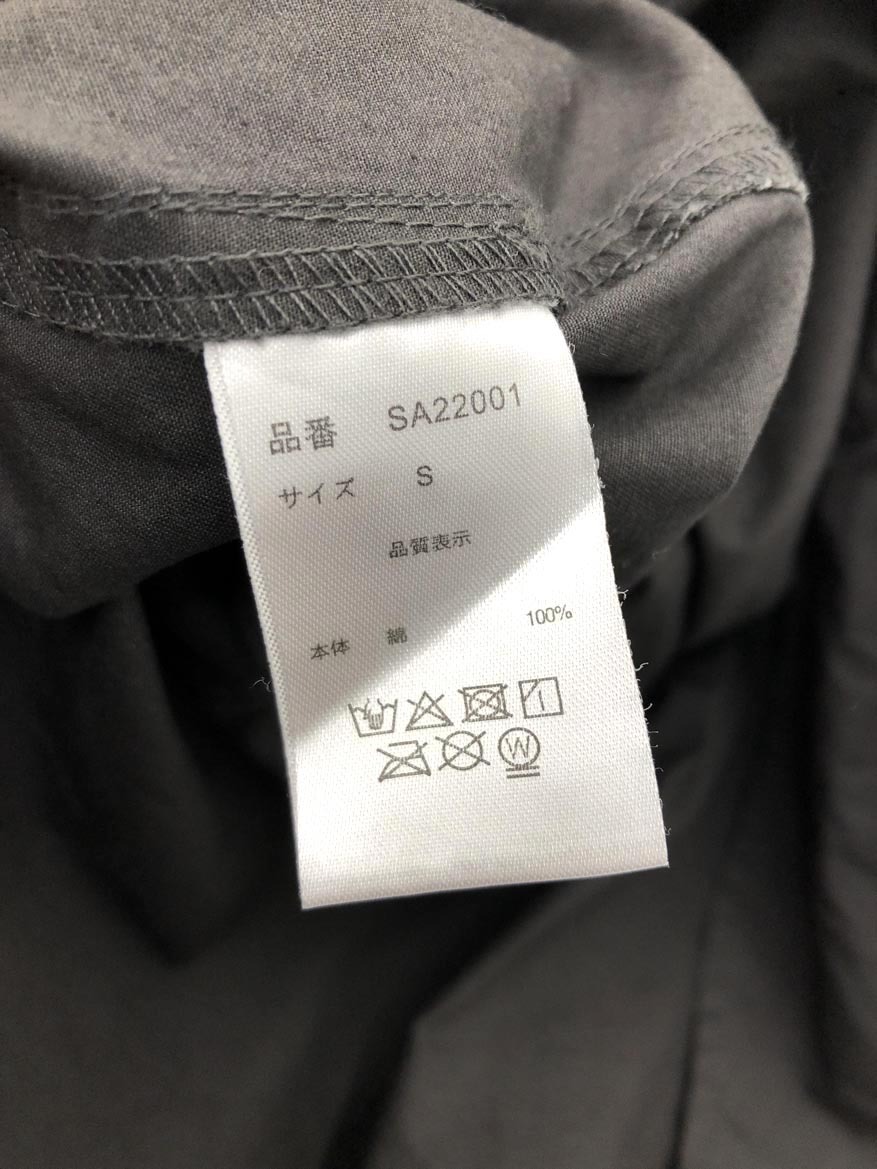 品番 SA22001
サイズ S
品質表示
本体 綿 100%
W